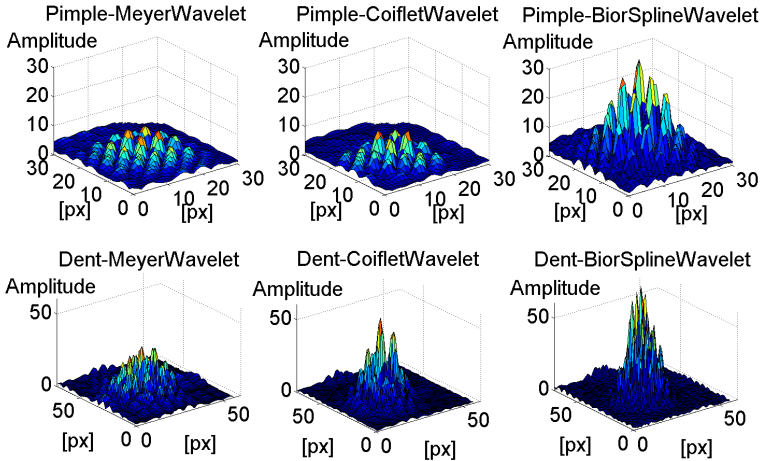 Pimple-MeyerWavelet
Amplitude
30
20
10
0
30
20
10
0
0
10
20
30
[px]
[px]
Pimple-CoifletWavelet
Amplitude
30
20
10
0
30
20
10
0
0
10
20
30
[px]
[px]
Pimple-BiorSplineWavelet
Amplitude
30
20
10
0
30
20
10
0
0
10
20
30
[px]
[px]
Dent-MeyerWavelet
Amplitude
50
0
50
0
0
50
[px]
[px]
Dent-CoifletWavelet
Amplitude
50
0
50
0
0
50
[px]
[px]
Dent-BiorSplineWavelet
Amplitude
50
0
50
0
0
50
[px]
[px]